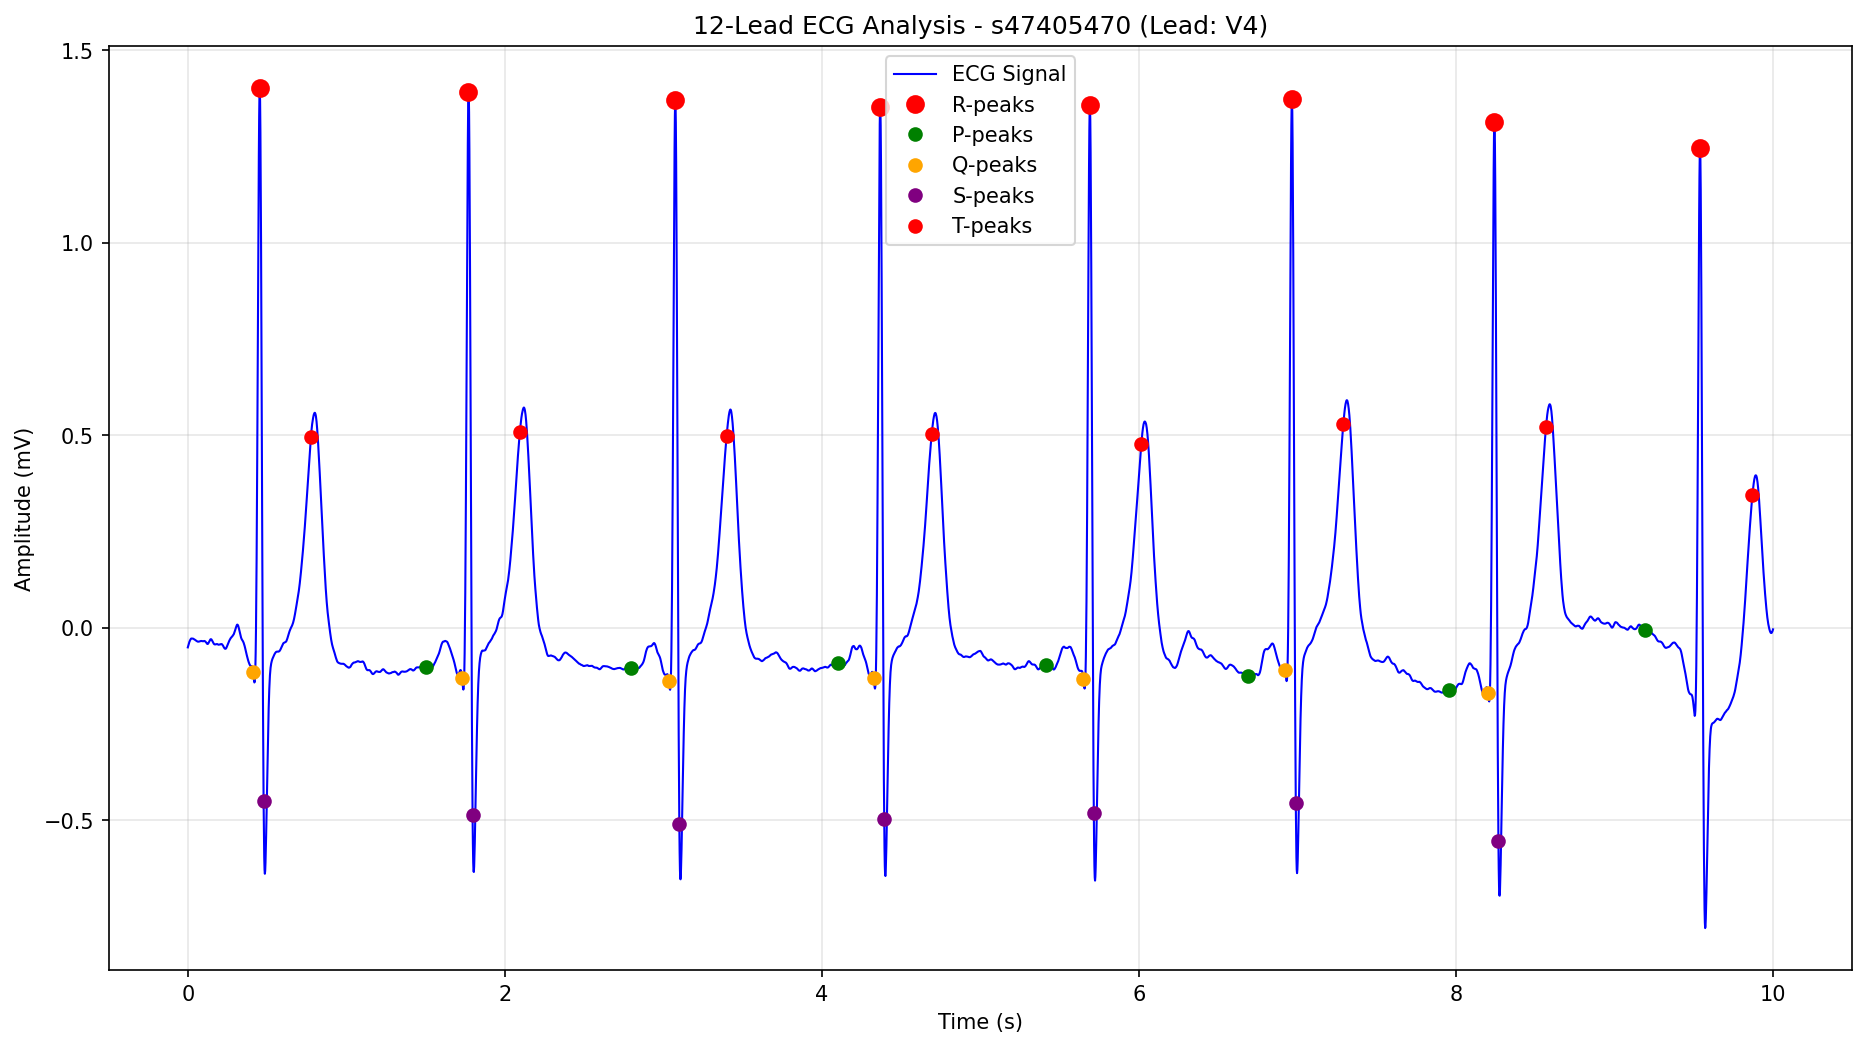 12-Lead ECG Analysis - s47405470 (Lead: V4)
ECG Signal
R-peaks
P-peaks
Q-peaks
S-peaks
T-peaks
Amplitude (mV)
1.5
1.0
0.5
0.0
−0.5
0
2
4
6
8
10
Time (s)